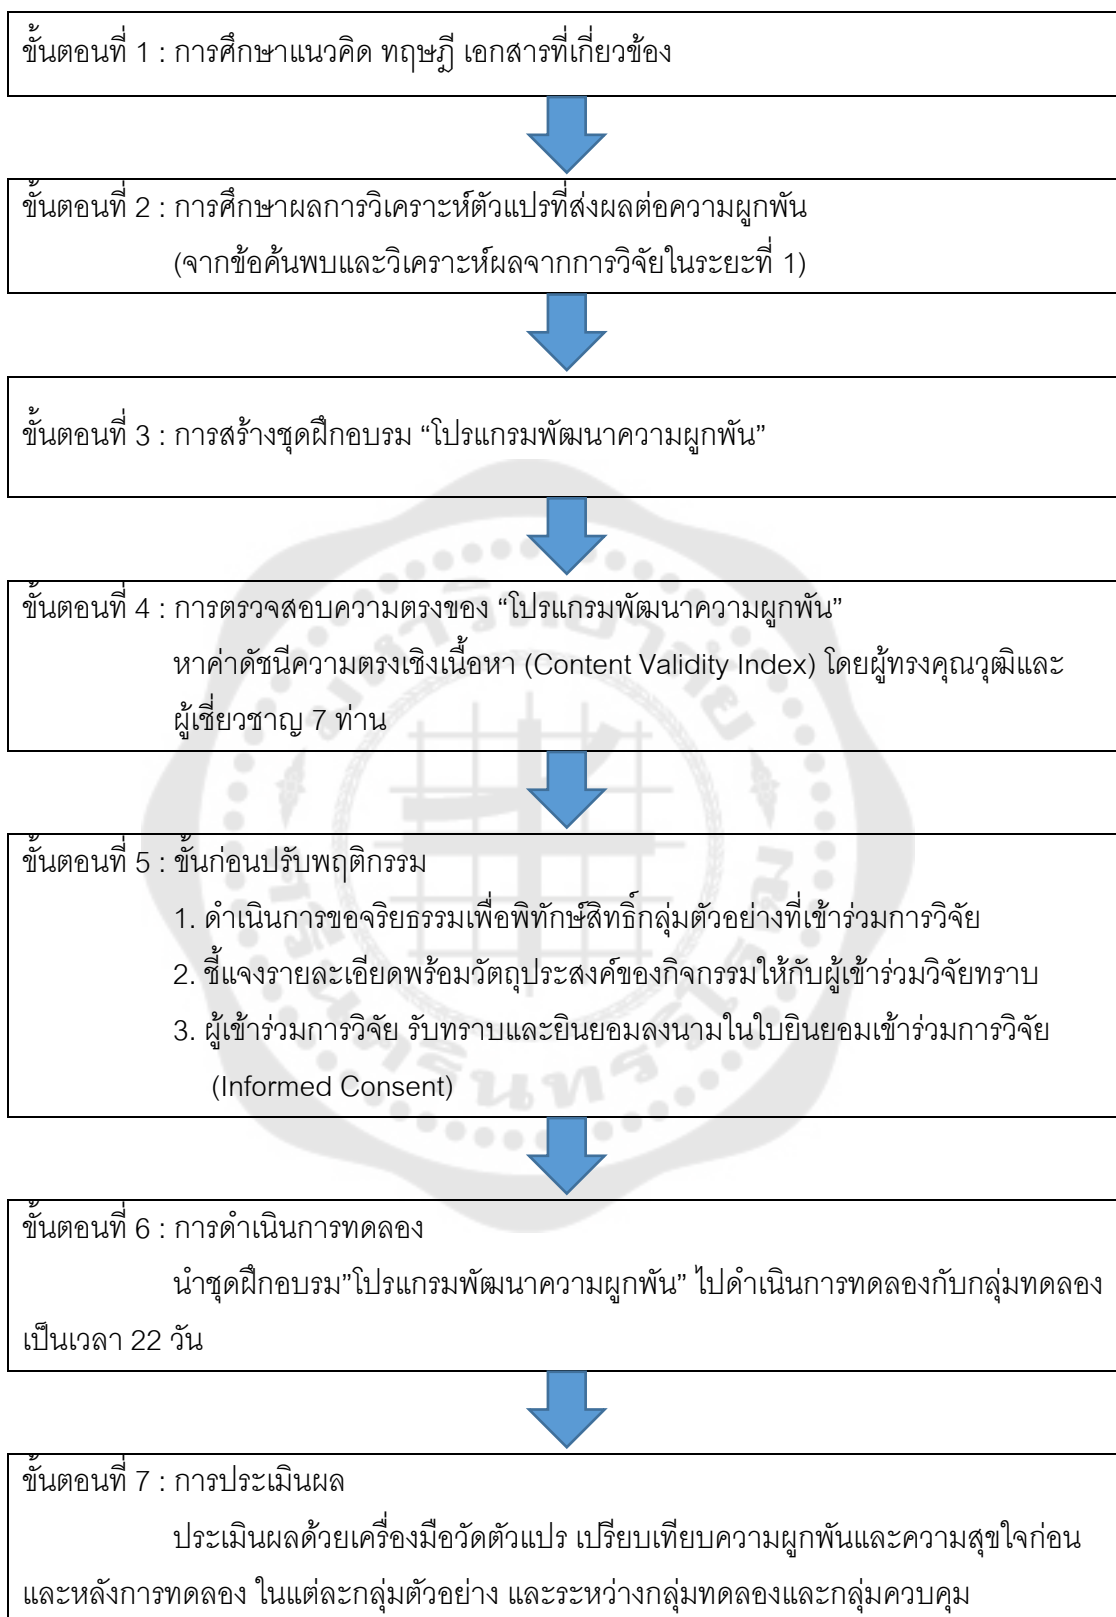 ขั้นตอนที่ 1 : การศึกษาแนวคิด ทฤษฎี เอกสารที่เกี่ยวข้อง
ขั้นตอนที่ 2 : การศึกษาผลการวิเคราะห์ตัวแปรที่ส่งผลต่อความผูกพัน
(จากข้อค้นพบและวิเคราะห์ผลจากการวิจัยในระยะที่ 1)
ขั้นตอนที่ 3 : การสร้างชุดฝึกอบรม “โปรแกรมพัฒนาความผูกพัน”
ขั้นตอนที่ 4 : การตรวจสอบความตรงของ “โปรแกรมพัฒนาความผูกพัน”
หาค่าดัชนีความตรงเชิงเนื้อหา (Content Validity Index) โดยผู้ทรงคุณวุฒิและ
ผู้เชี่ยวชาญ 7 ท่าน
ขั้นตอนที่ 5 : ขั้นก่อนปรับพฤติกรรม
1. ดำเนินการขอจริยธรรมเพื่อพิทักษ์สิทธิ์กลุ่มตัวอย่างที่เข้าร่วมการวิจัย
2. ชี้แจงรายละเอียดพร้อมวัตถุประสงค์ของกิจกรรมให้กับผู้เข้าร่วมวิจัยทราบ
3. ผู้เข้าร่วมการวิจัย รับทราบและยินยอมลงนามในใบยินยอมเข้าร่วมการวิจัย
(Informed Consent)
ขั้นตอนที่ 6 : การดำเนินการทดลอง
นำชุดฝึกอบรม”โปรแกรมพัฒนาความผูกพัน” ไปดำเนินการทดลองกับกลุ่มทดลอง
เป็นเวลา 22 วัน
ขั้นตอนที่ 7 : การประเมินผล
ประเมินผลด้วยเครื่องมือวัดตัวแปร เปรียบเทียบความผูกพันและความสุขใจก่อน
และหลังการทดลอง ในแต่ละกลุ่มตัวอย่าง และระหว่างกลุ่มทดลองและกลุ่มควบคุม
มหาวิทยาลัย
ศรีนครินทรวิโรฒ